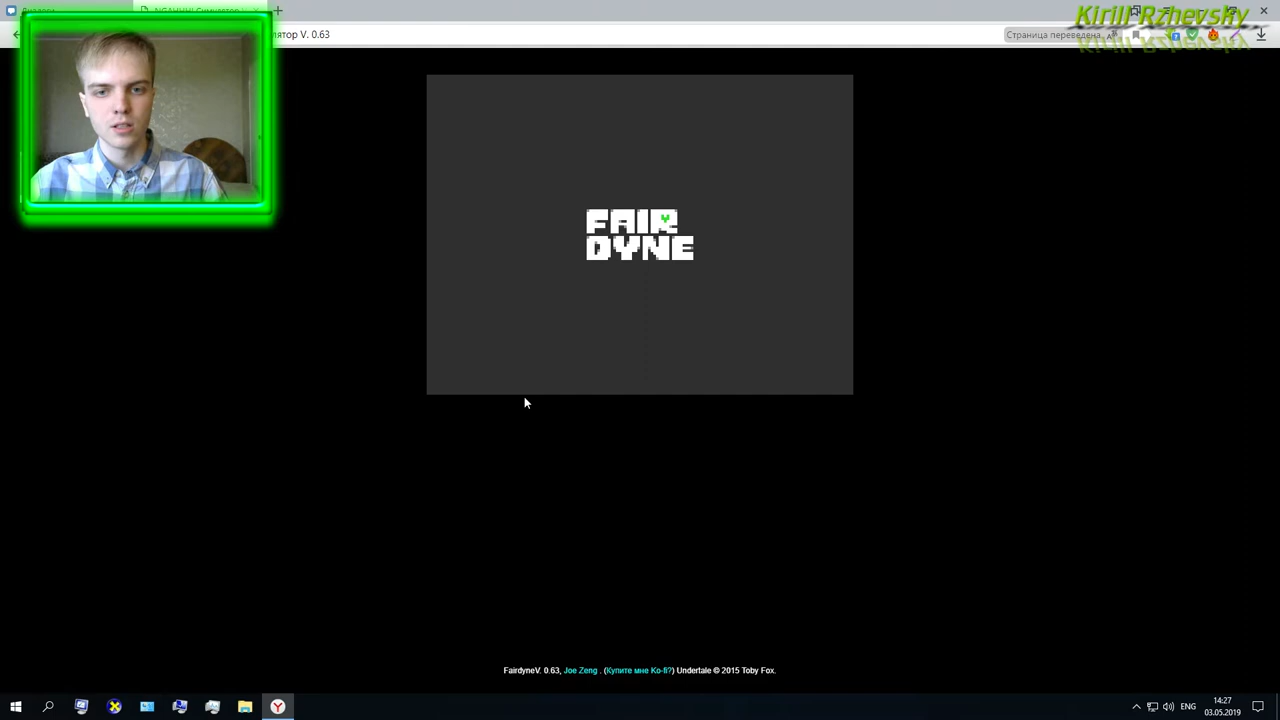 Kirill Rzhevsky
лятор V. 0.63
Страница переведена
FAIR
DYNE
FairdyneV. 0.63, Joe Zeng . (Купите мне Ko-fi?) Undertale © 2015 Toby Fox.
ENG
14:27
03.05.2019